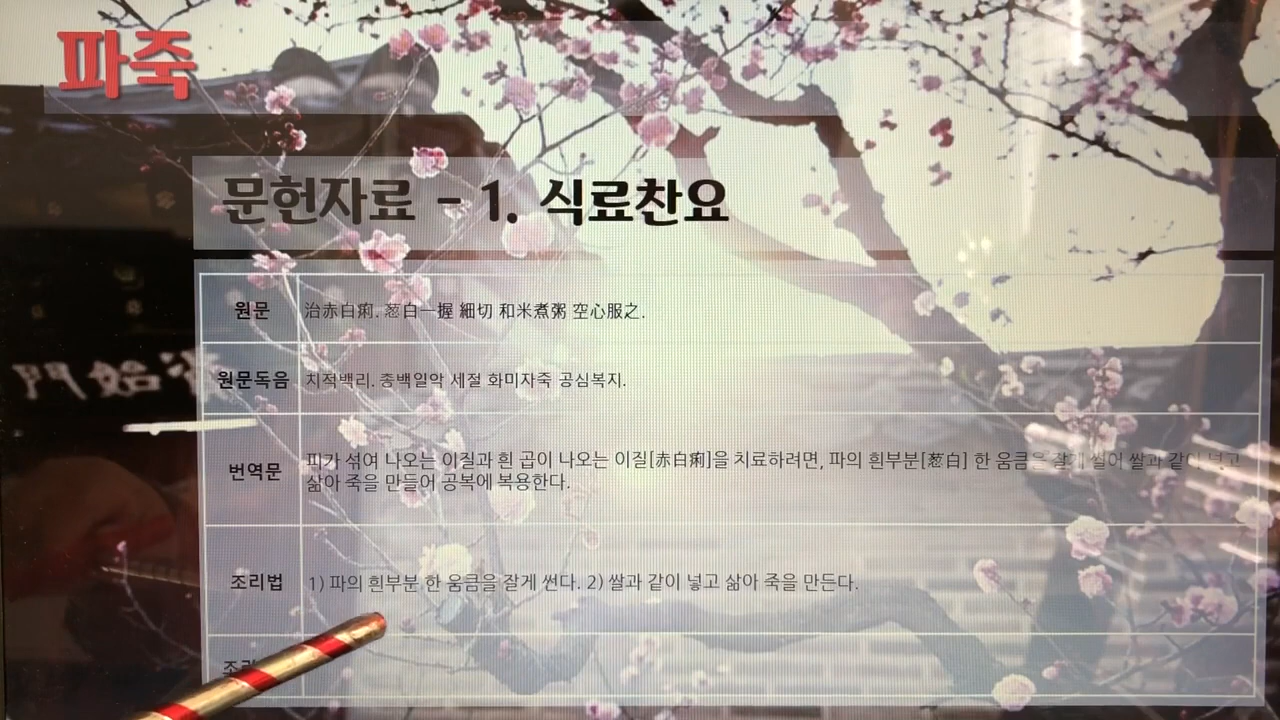 파죽
문헌자료 - 1. 식료찬요
원문
治赤白痢. 葱白一握 細切 和米煮粥 空心服之.
원문독음
치적백리. 총백일악 세절 화미자죽 공심복지.
번역문
피가 섞여 나오는 이질과 흰 곱이 나오는 이질[赤白痢]을 치료하려면, 파의 흰부분[葱白] 한 움큼을 잘게 썰어 쌀과 같이 넣고
삶아 죽을 만들어 공복에 복용한다.
조리법
1) 파의 흰부분 한 움큼을 잘게 썬다. 2) 쌀과 같이 넣고 삶아 죽을 만든다.